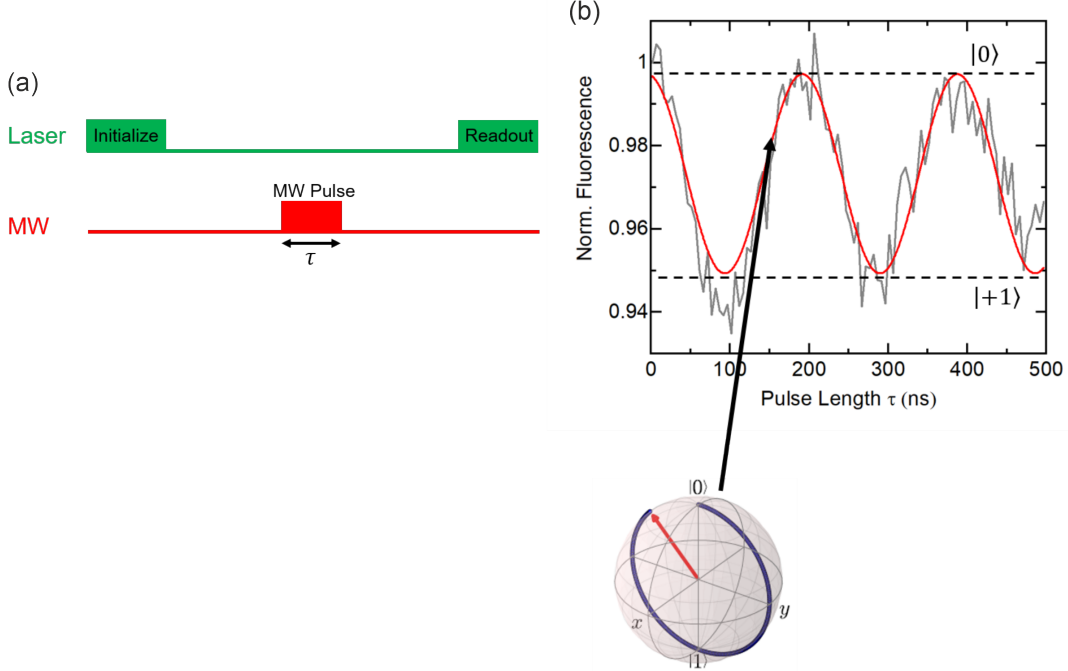 (a)
Laser
Initialize
Readout
MW
MW Pulse
τ
(b)
Norm. Fluorescence
1
0.98
0.96
0.94
|0⟩
|+1⟩
0
100
200
300
400
500
Pulse Length τ (ns)
|0⟩
x
y
|1⟩